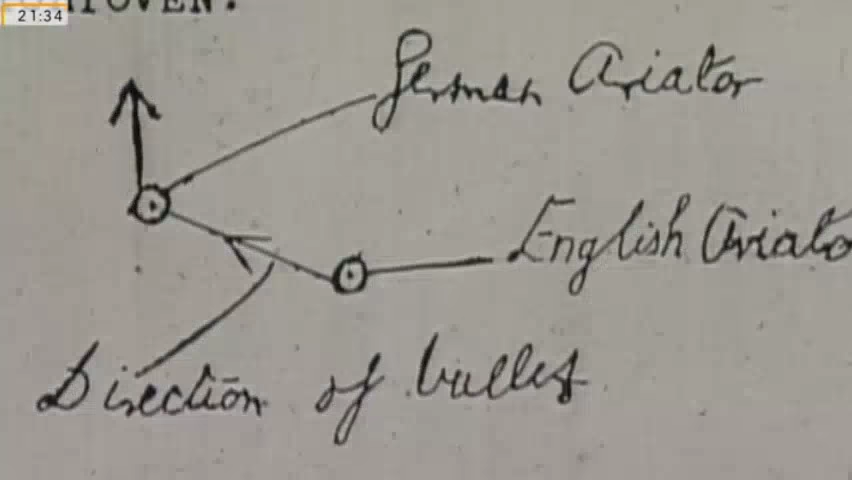 21:34
German Aviator
English Aviato
Direction of bullet